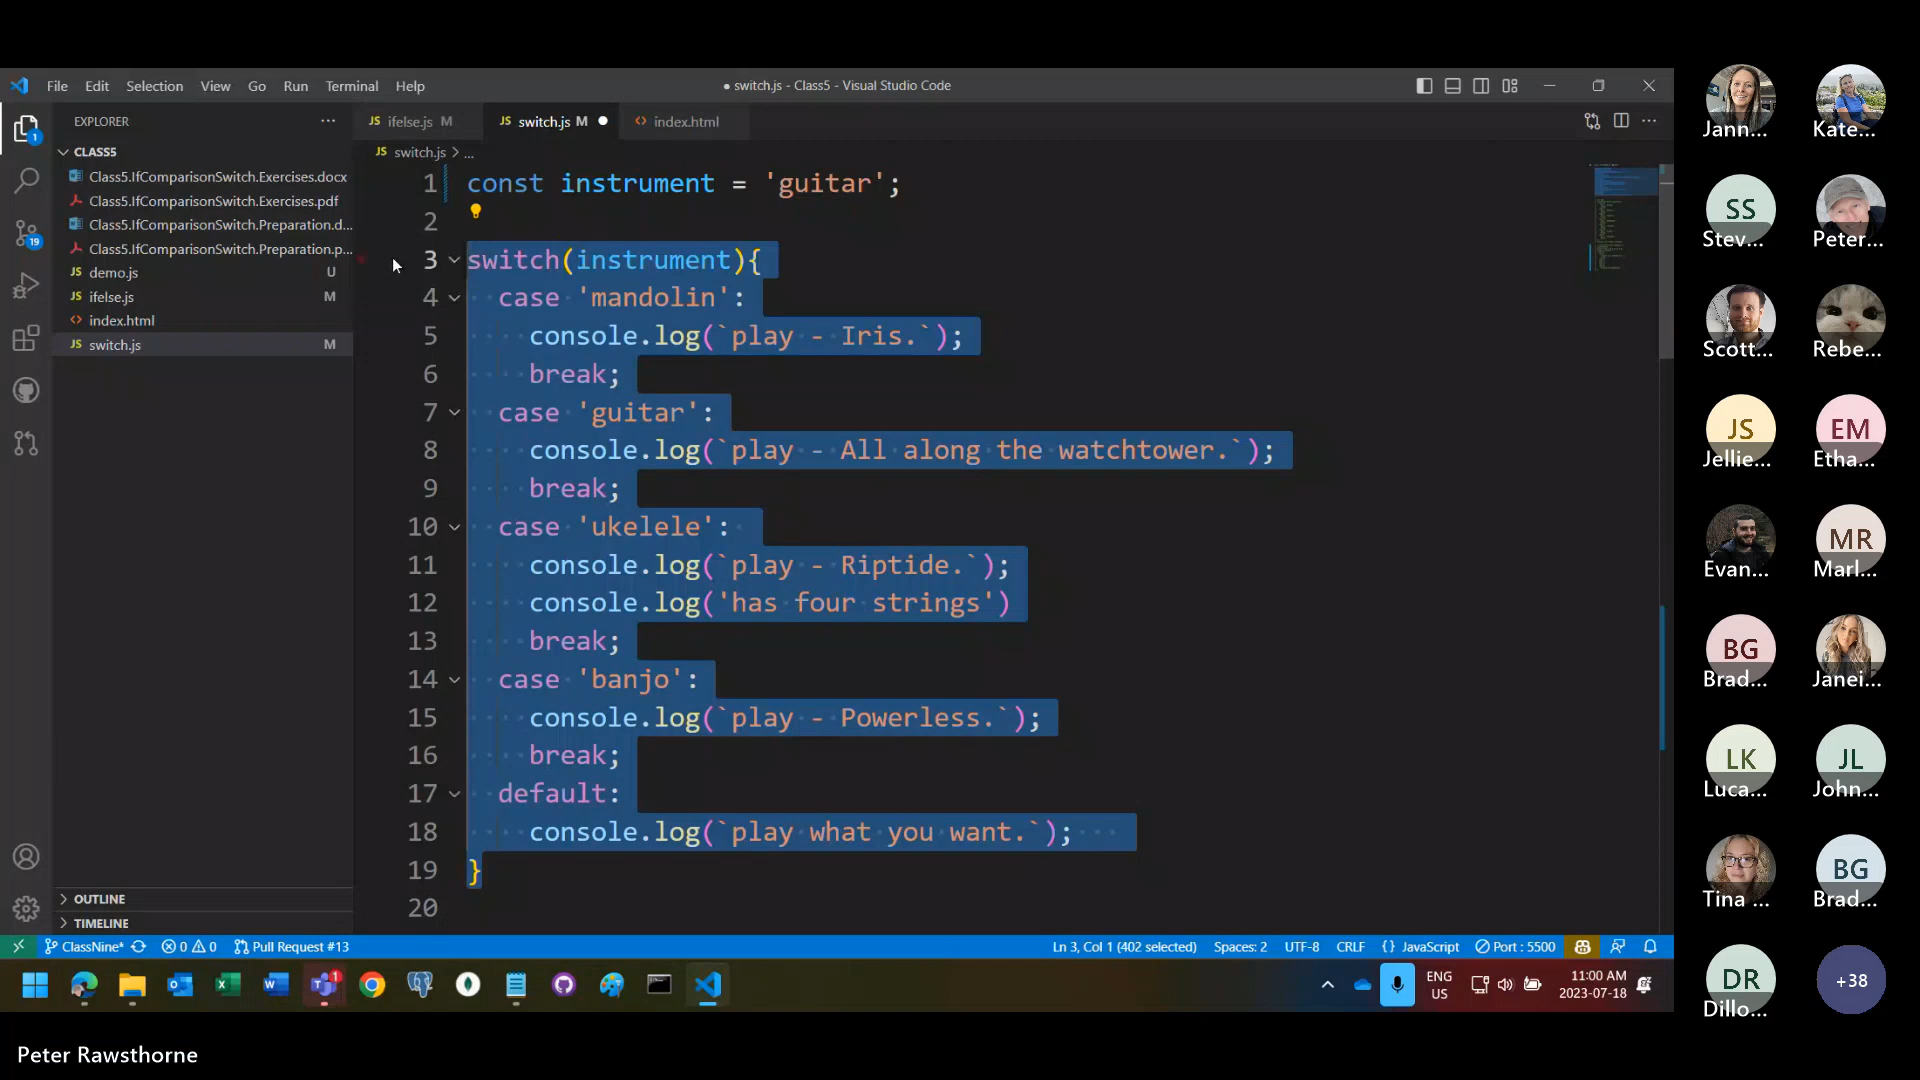 File Edit Selection View Go Run Terminal Help
● switch.js - Class5 - Visual Studio Code
EXPLORER
CLASS5
Class5.IfComparisonSwitch.Exercises.docx
Class5.IfComparisonSwitch.Exercises.pdf
Class5.IfComparisonSwitch.Preparation.d...
Class5.IfComparisonSwitch.Preparation.p...
JS demo.js U
JS ifelse.js M
<> index.html
JS switch.js M
OUTLINE
TIMELINE
1
19
JS ifelse.js M
JS switch.js M ●
<> index.html
JS switch.js > ...
1 const instrument = 'guitar';
2
3 switch(instrument){
4 case 'mandolin':
5 console.log(`play - Iris.`);
6 break;
7 case 'guitar':
8 console.log(`play - All along the watchtower.`);
9 break;
10 case 'ukelele':
11 console.log(`play - Riptide.`);
12 console.log('has four strings')
13 break;
14 case 'banjo':
15 console.log(`play - Powerless.`);
16 break;
17 default:
18 console.log(`play what you want.`);
19 }
20
ClassNine* 0 0 Pull Request #13
Ln 3, Col 1 (402 selected) Spaces: 2 UTF-8 CRLF {} JavaScript Port : 5500
1
ENG
US
11:00 AM
2023-07-18
Peter Rawsthorne
Jann...
Kate...
SS
Stev...
Peter...
Scott...
Rebe...
JS
Jellie...
EM
Etha...
Evan...
MR
Marl...
BG
Brad...
Janei...
LK
Luca...
JL
John...
Tina ...
BG
Brad...
DR
Dillo...
+38